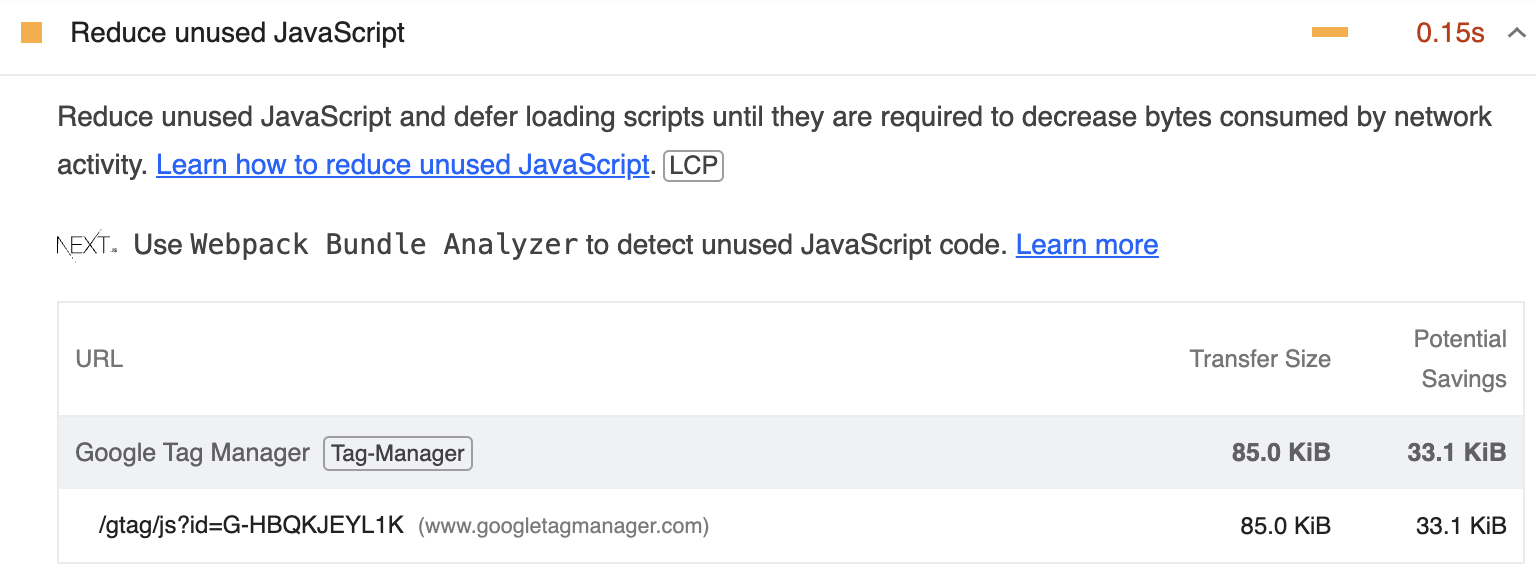 Reduce unused JavaScript 0.15s
Reduce unused JavaScript and defer loading scripts until they are required to decrease bytes consumed by network
activity. Learn how to reduce unused JavaScript. LCP
NEXT.JS Use Webpack Bundle Analyzer to detect unused JavaScript code. Learn more
URL Transfer Size Potential
Savings
Google Tag Manager Tag-Manager 85.0 KiB 33.1 KiB
/gtag/js?id=G-HBQKJEYL1K (www.googletagmanager.com) 85.0 KiB 33.1 KiB